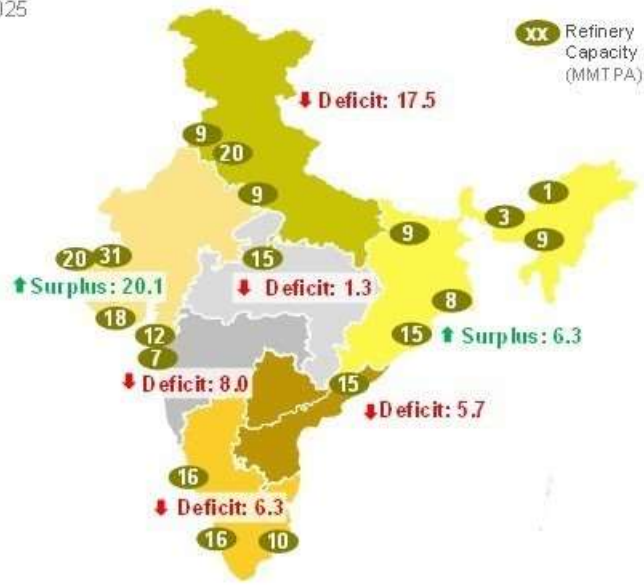 XX Refinery
Capacity
(MMTPA)
Deficit: 17.5
9
20
9
1
3
9
9
20
31
15
Surplus: 20.1
Deficit: 1.3
8
18
12
15
Surplus: 6.3
7
Deficit: 8.0
15
Deficit: 5.7
16
Deficit: 6.3
16
10